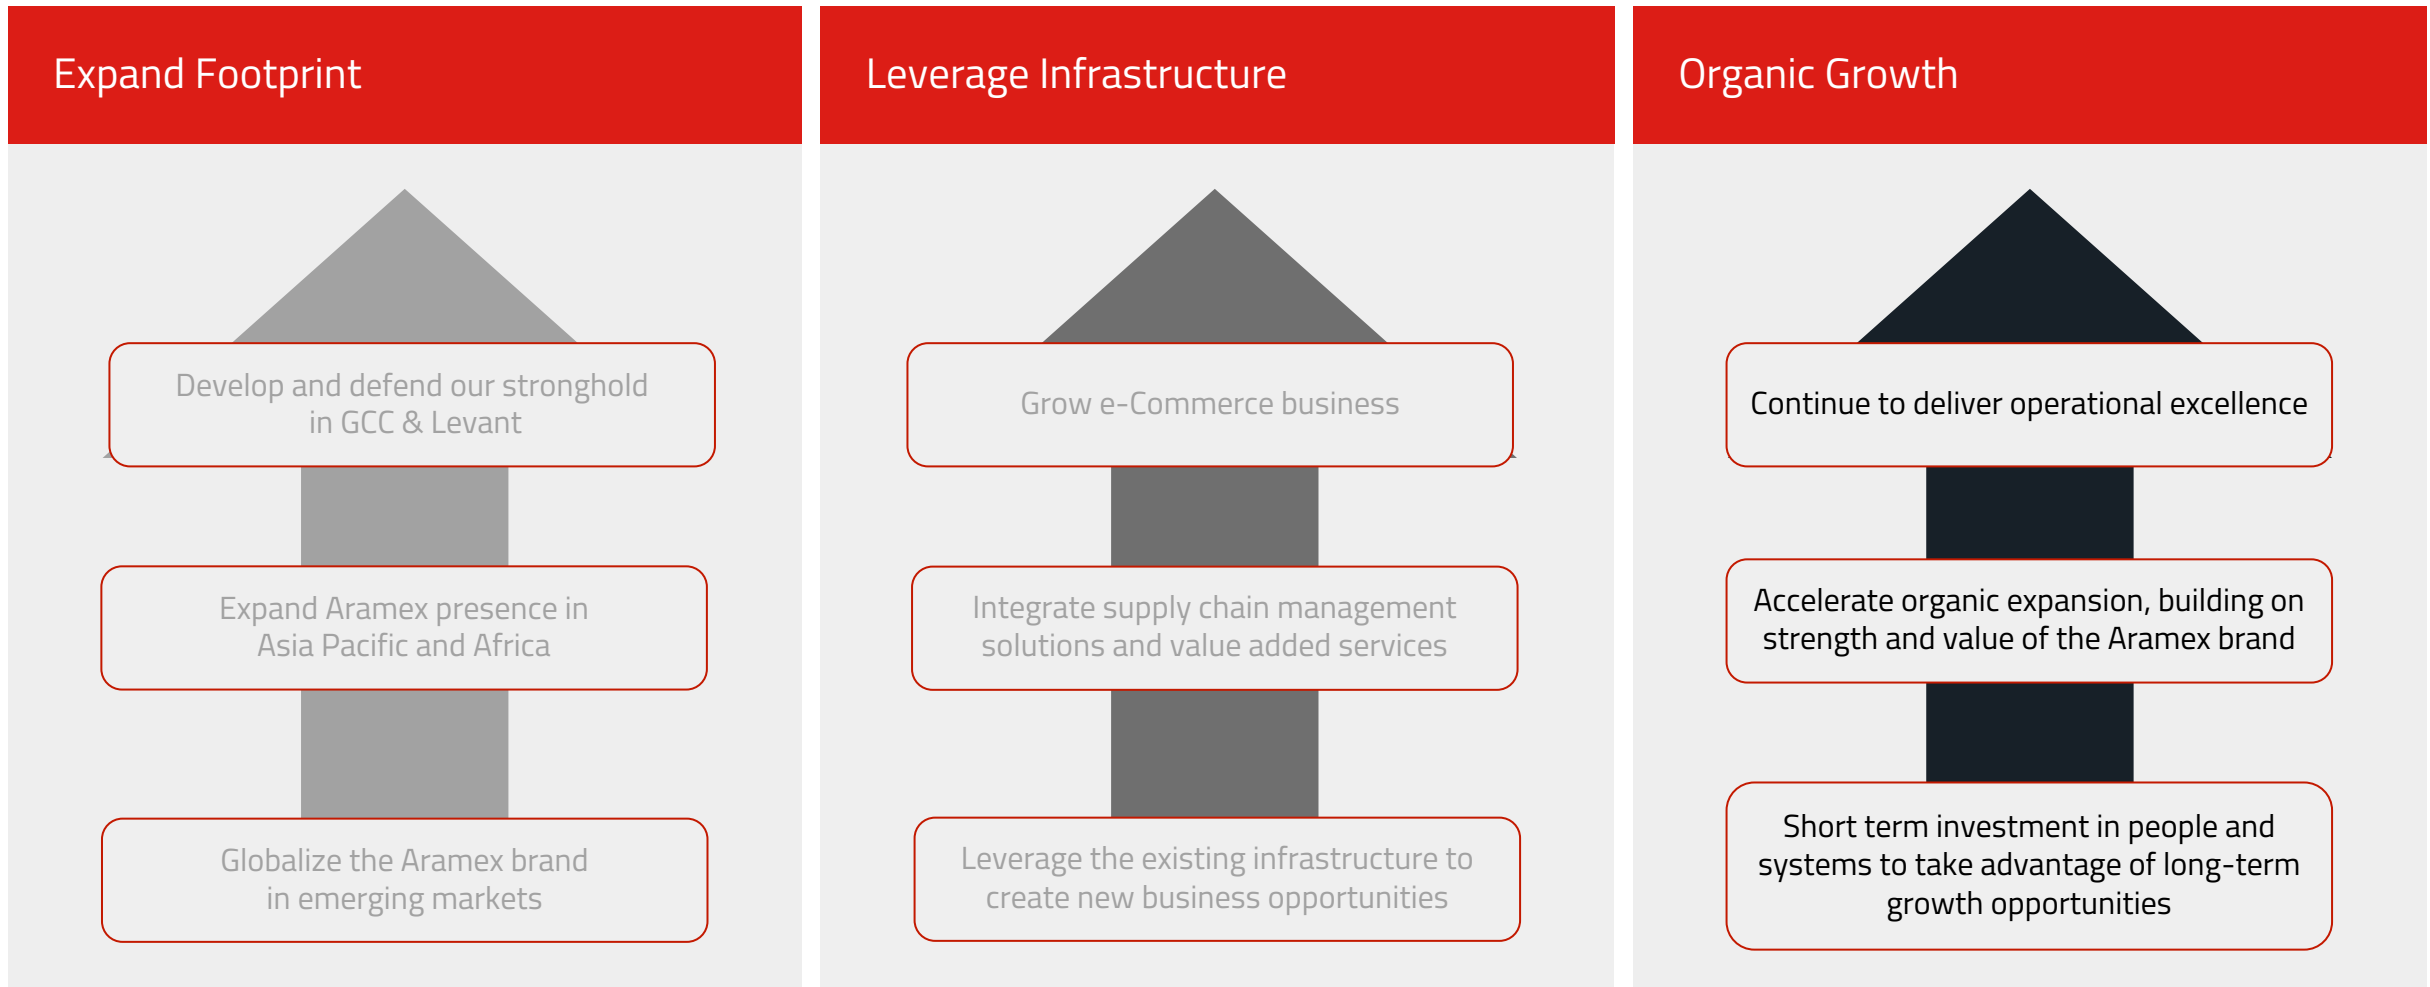 Expand Footprint
Develop and defend our stronghold
in GCC & Levant
Expand Aramex presence in
Asia Pacific and Africa
Globalize the Aramex brand
in emerging markets
Leverage Infrastructure
Grow e-Commerce business
Integrate supply chain management
solutions and value added services
Leverage the existing infrastructure to
create new business opportunities
Organic Growth
Continue to deliver operational excellence
Accelerate organic expansion, building on
strength and value of the Aramex brand
Short term investment in people and
systems to take advantage of long-term
growth opportunities